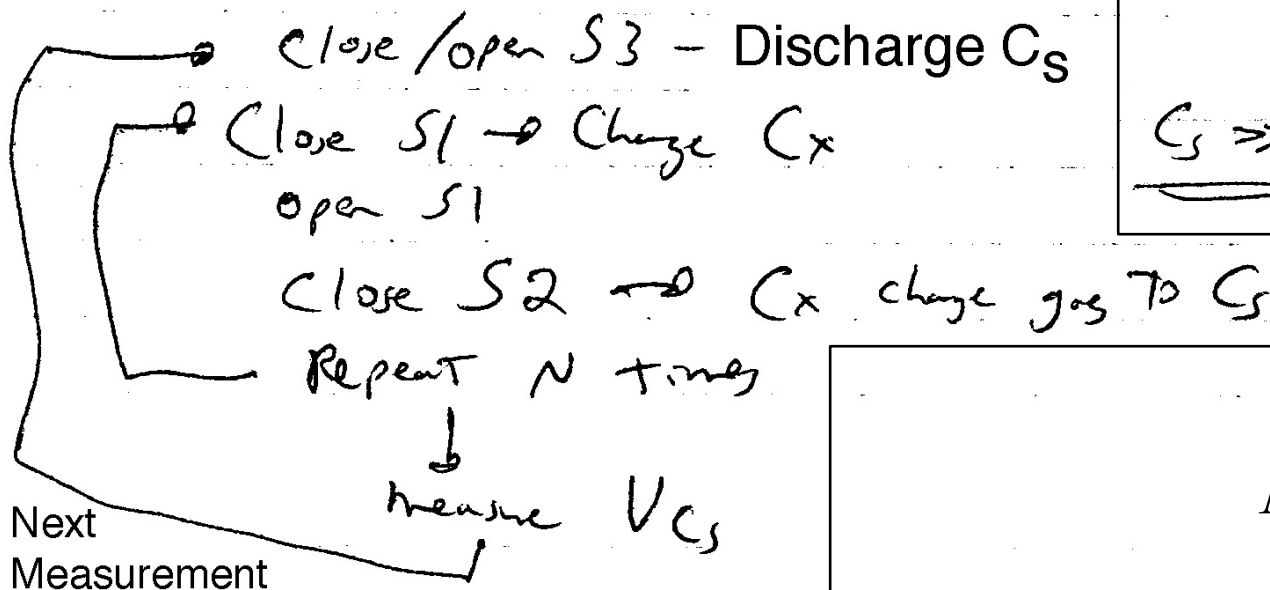 Close/open S3 – Discharge Cs
Close S1 → Charge Cx
Cs >>
open S1
Close S2 → Cx charge goes To Cs
Repeat N times
measure VCs
Next
Measurement